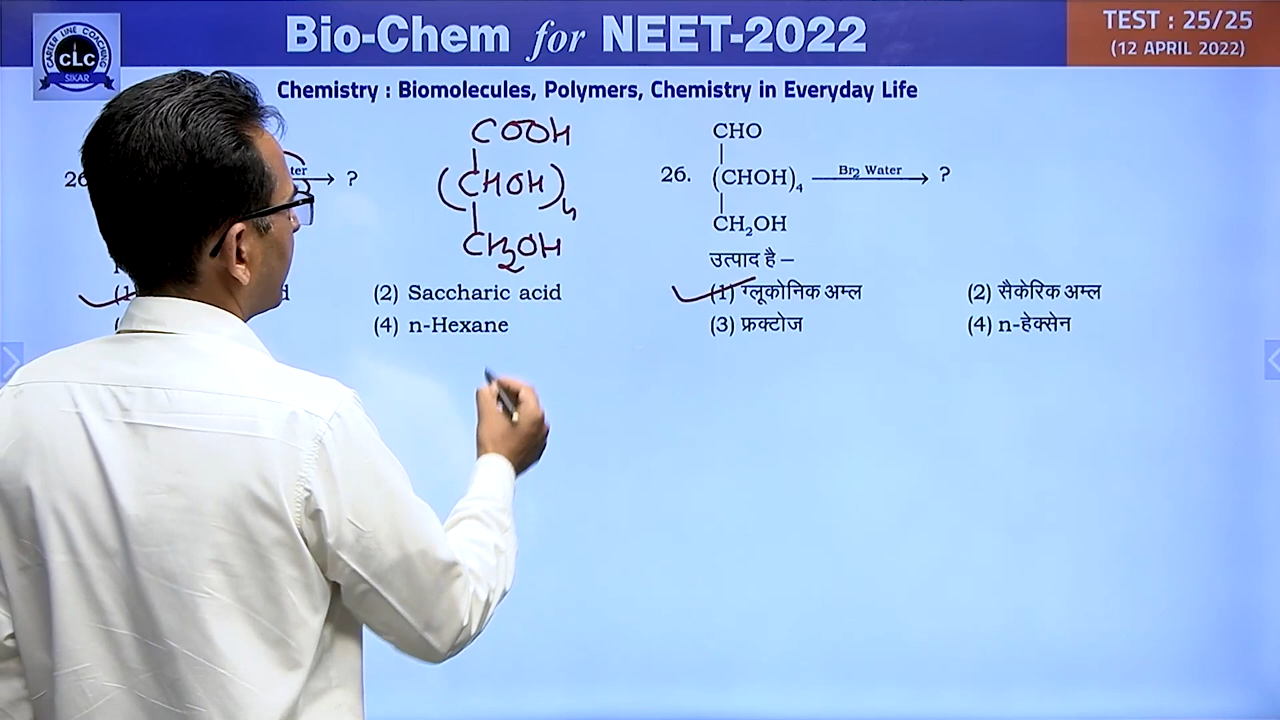 Bio-Chem for NEET-2022
TEST : 25/25
(12 APRIL 2022)
CAREER LINE COACHING
CLC
SIKAR
Chemistry : Biomolecules, Polymers, Chemistry in Everyday Life
?
COOH
(CHOH)4
CH2OH
(2) Saccharic acid
(4) n-Hexane
CHO
26. (CHOH)4 Br2 Water ?
CH2OH
उत्पाद है –
(1) ग्लूकोनिक अम्ल (2) सैकेरिक अम्ल
(3) फ्रक्टोज (4) n-हेक्सेन